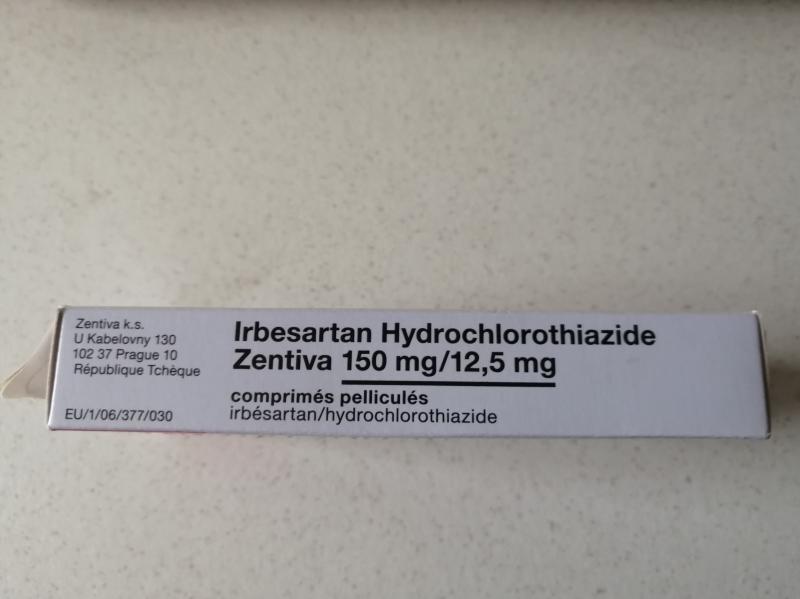 Zentiva k.s.
U Kabelovny 130
102 37 Prague 10
République Tchèque
EU/1/06/377/030
Irbesartan Hydrochlorothiazide
Zentiva 150 mg/12,5 mg
comprimés pelliculés
irbésartan/hydrochlorothiazide